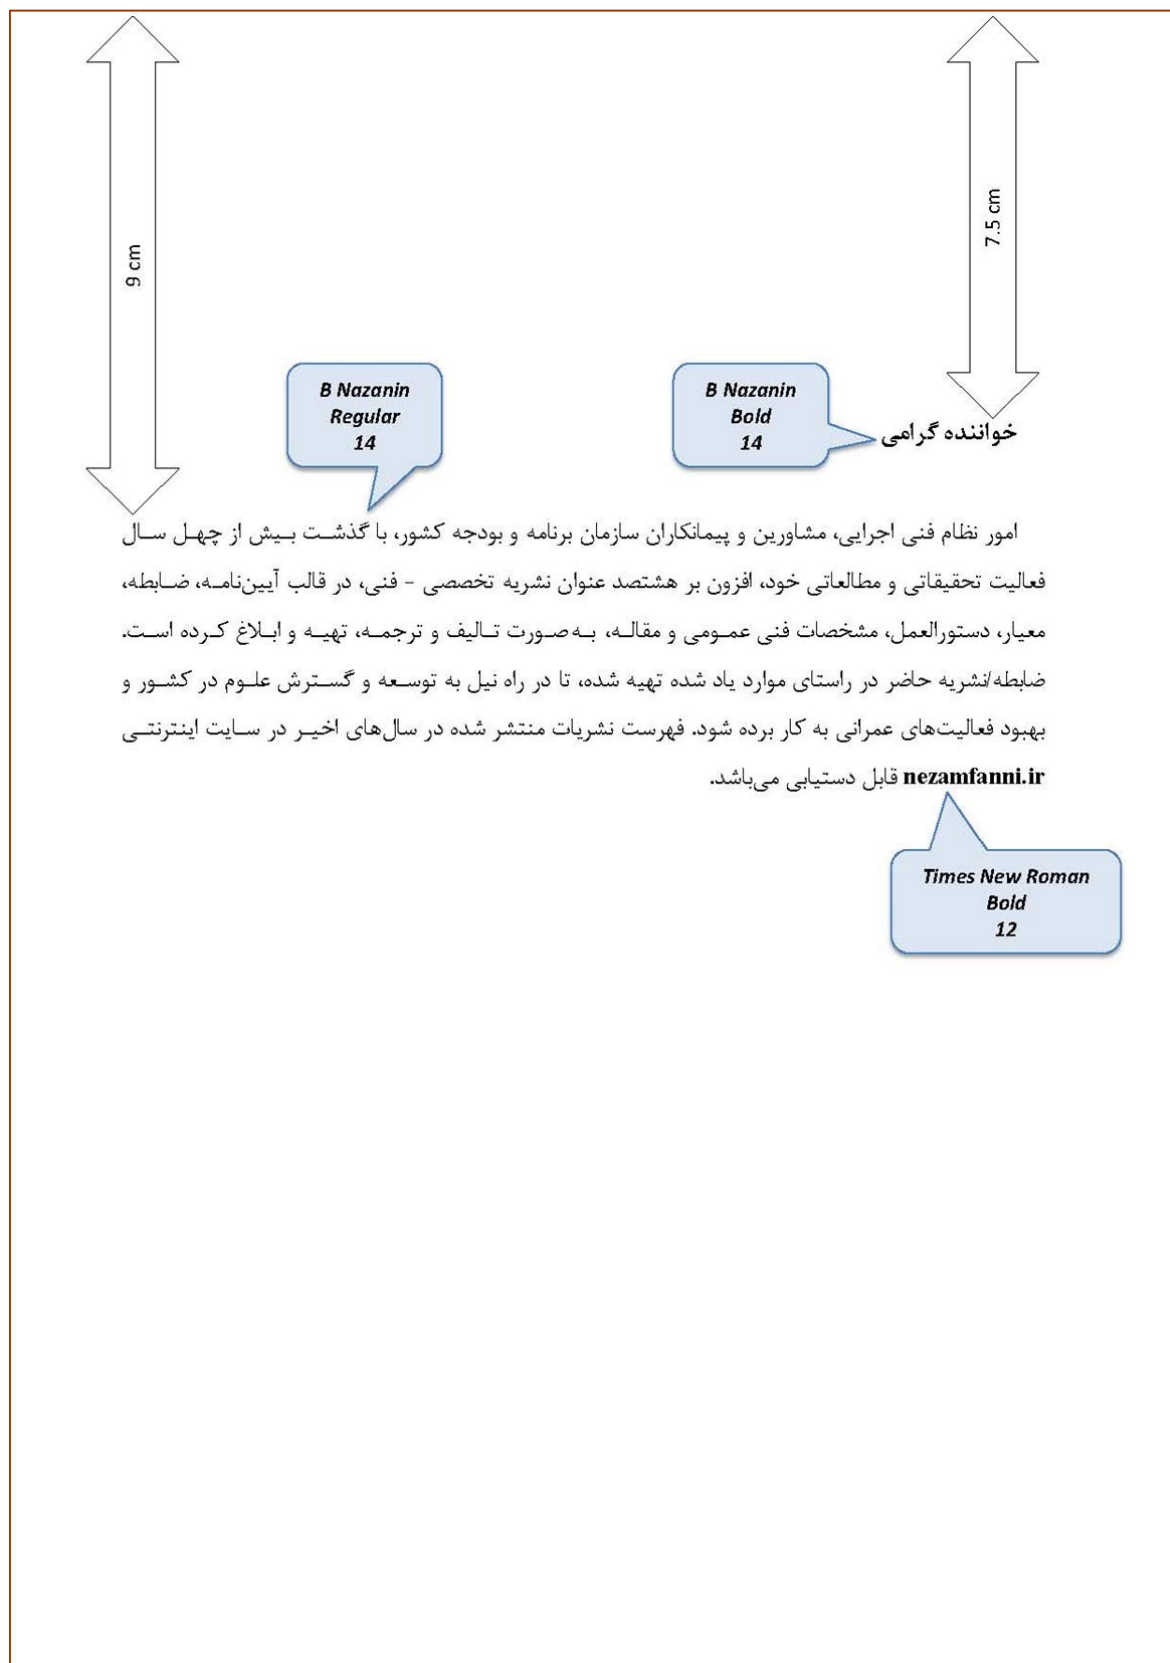 9 cm
7.5 cm
B Nazanin
Regular
14
B Nazanin
Bold
14
خواننده گرامی
امور نظام فنی اجرایی، مشاورین و پیمانکاران سازمان برنامه و بودجه کشور، با گذشـت بـیش از چهـل سـال
فعالیت تحقیقاتی و مطالعاتی خود، افزون بر هشتصد عنوان نشریه تخصصی - فنی، در قالب آیین‌نامـه، ضـابطه،
معیار، دستورالعمل، مشخصات فنی عمـومی و مقالـه، بـه‌صـورت تـالیف و ترجمـه، تهیـه و ابـلاغ کـرده اسـت.
ضابطه/نشریه حاضر در راستای موارد یاد شده تهیه شده، تا در راه نیل به توسـعه و گسـترش علـوم در کشور و
بهبود فعالیت‌های عمرانی به کار برده شود. فهرست نشریات منتشر شده در سال‌های اخیـر در سـایت اینترنتـی
nezamfanni.ir قابل دستیابی می‌باشد.
Times New Roman
Bold
12